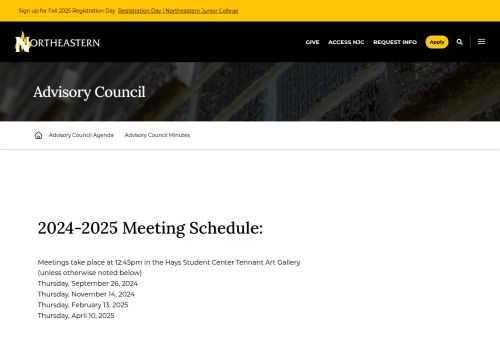 Sign up for Fall 2025 Registration Day Registration Day | Northeastern Junior College
NORTHEASTERN GIVE ACCESS NJC REQUEST INFO Apply
Advisory Council
Advisory Council Agenda Advisory Council Minutes
2024-2025 Meeting Schedule:
Meetings take place at 12:45pm in the Hays Student Center Tennant Art Gallery
(unless otherwise noted below)
Thursday, September 26, 2024
Thursday, November 14, 2024
Thursday, February 13, 2025
Thursday, April 10, 2025